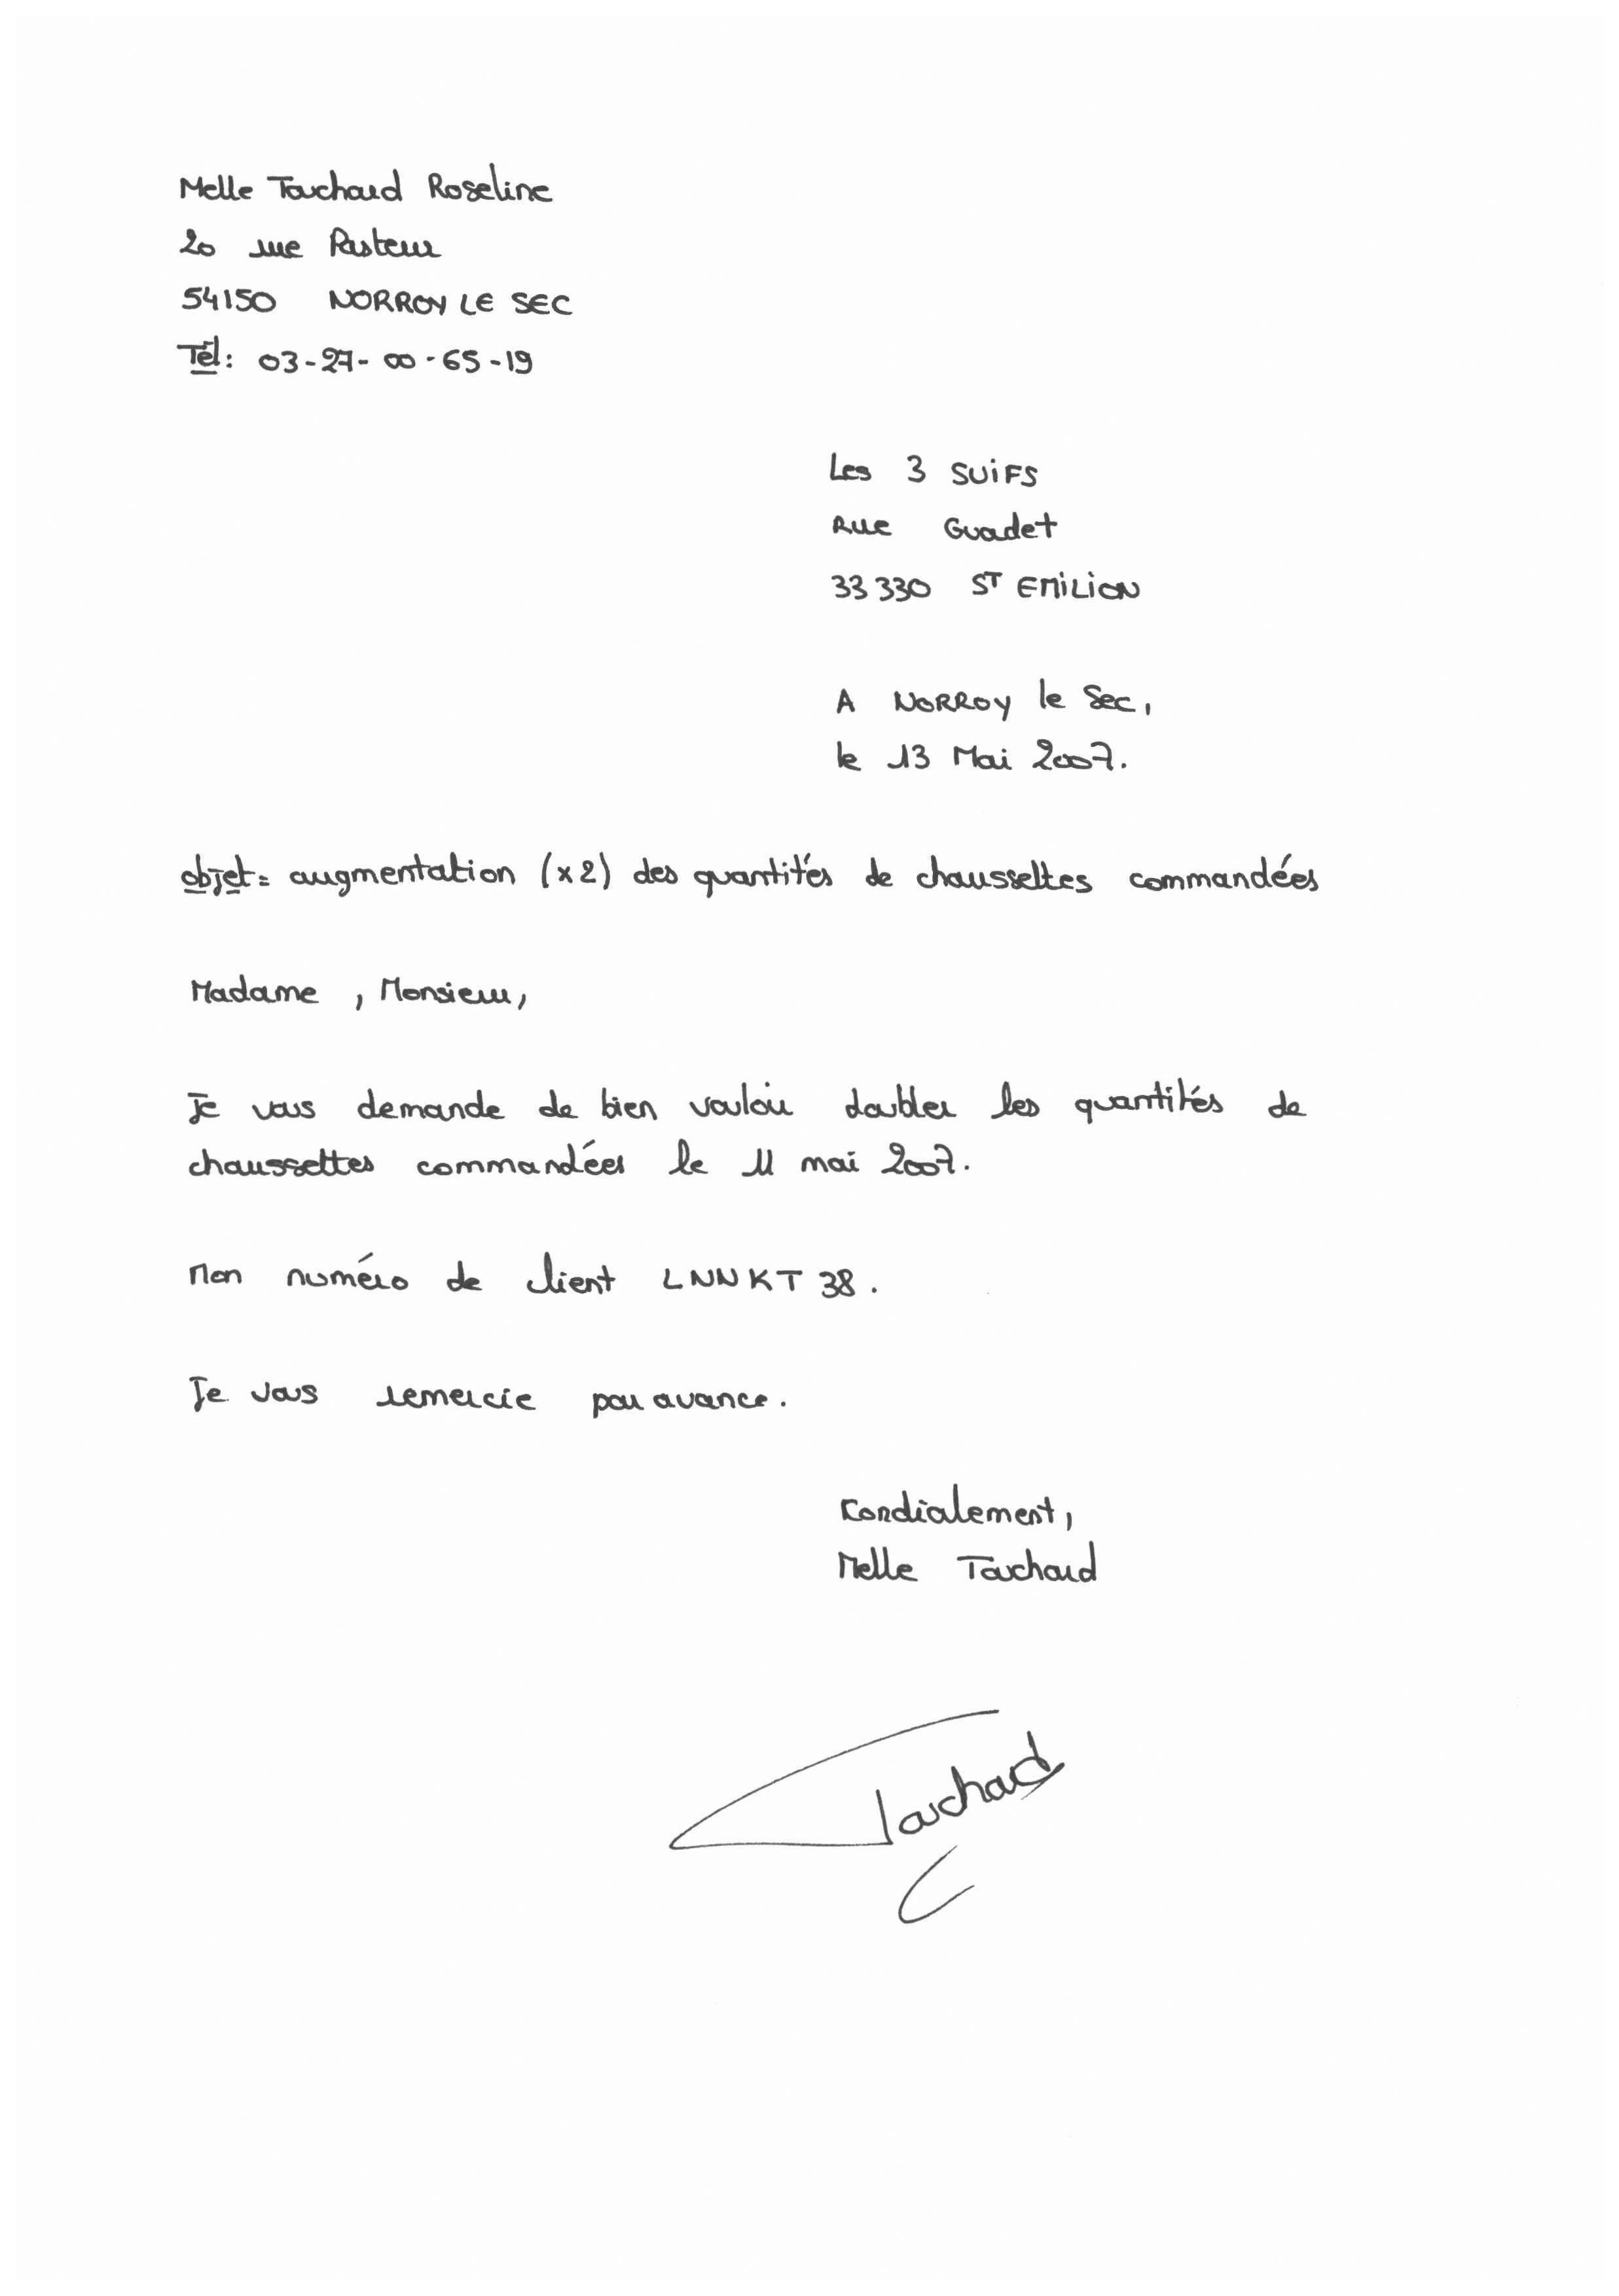 Melle Touchard Roseline
20 rue Pasteur
54150 NORROY LE SEC
Tél: 03-27-00-65-19
Les 3 SUiFS
Rue Guadet
33330 ST EMILION
A NORROY le Sec,
le 13 Mai 2007.
objet: augmentation (x2) des quantités de chaussettes commandées
Madame, Monsieur,
Je vous demande de bien vouloir doubler les quantités de
chaussettes commandées le 11 mai 2007.
Mon numéro de client LNNKT 38.
Je vous remercie par avance.
Cordialement,
Melle Touchard
Touchard